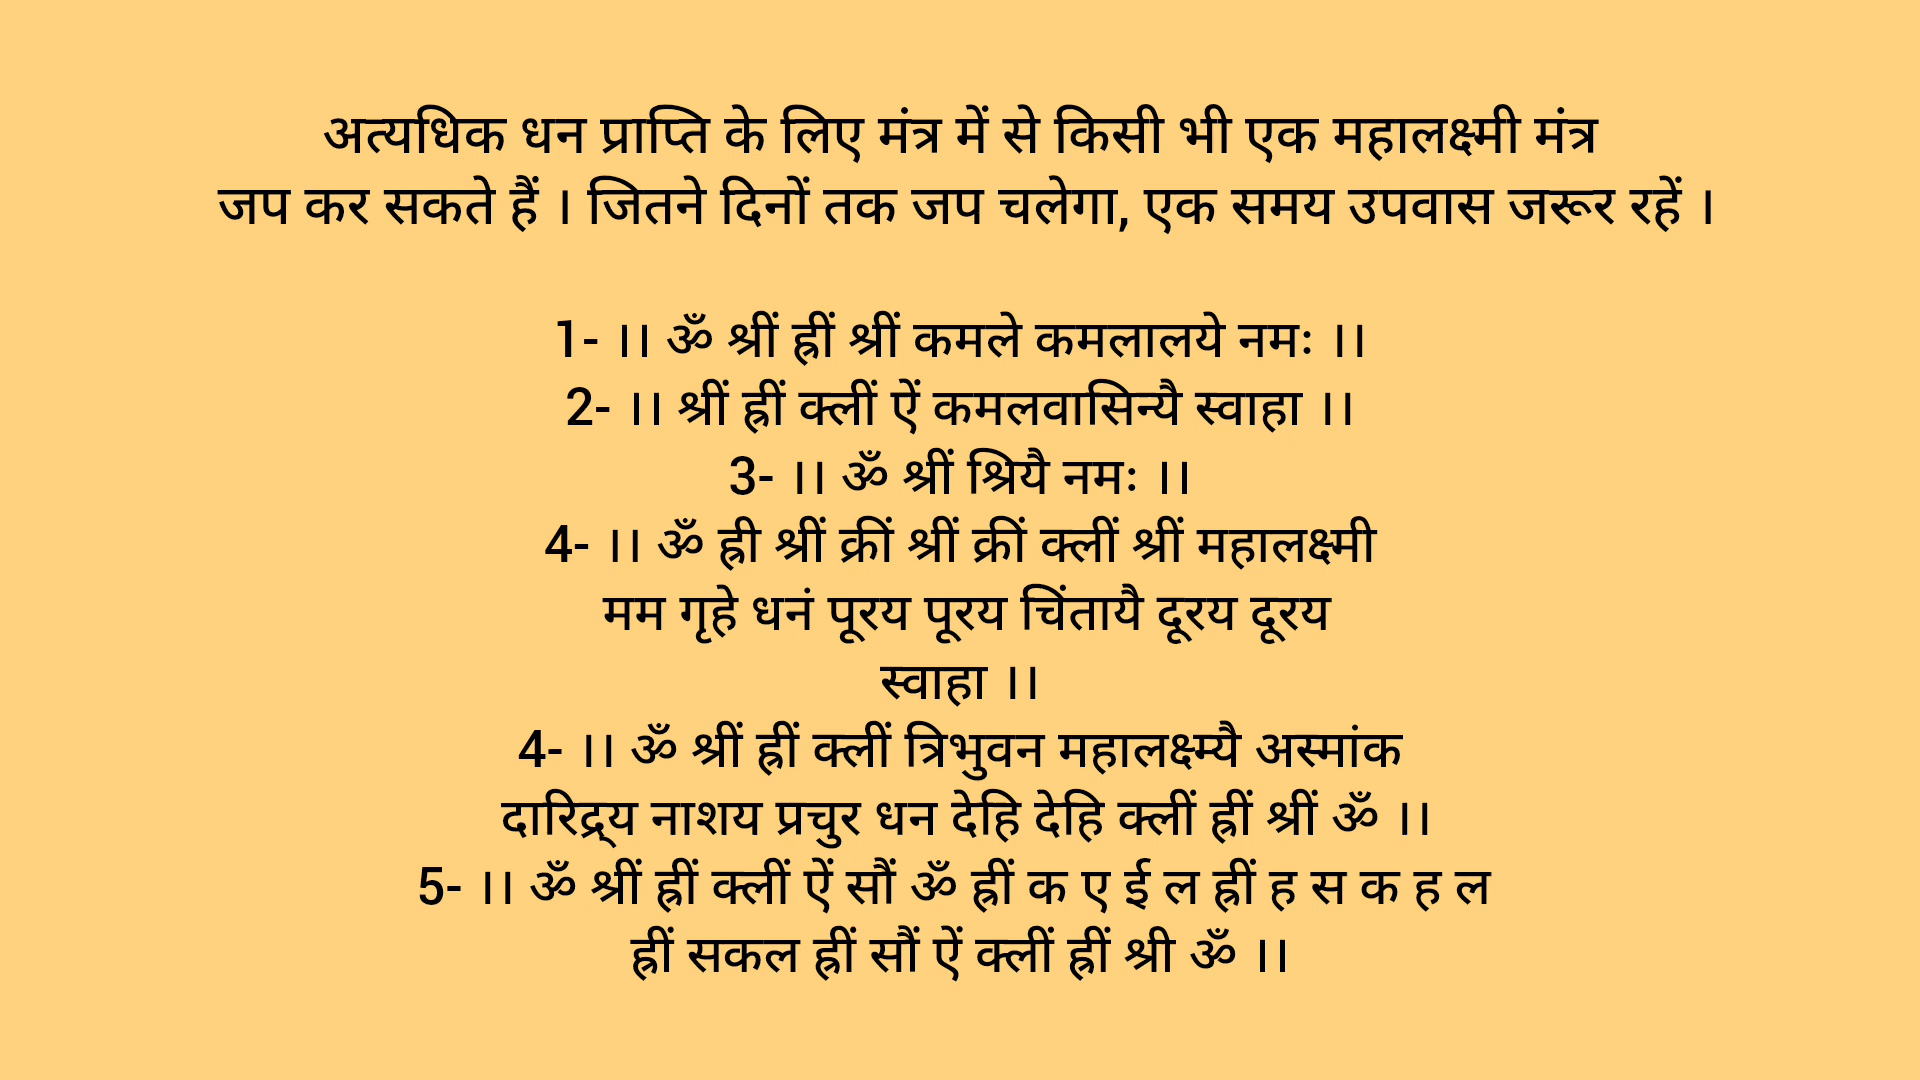 अत्यधिक धन प्राप्ति के लिए मंत्र में से किसी भी एक महालक्ष्मी मंत्र
जप कर सकते हैं । जितने दिनों तक जप चलेगा, एक समय उपवास जरूर रहें ।
1- ।। ॐ श्रीं ह्रीं श्रीं कमले कमलालये नमः ।।
2- ।। श्रीं ह्रीं क्लीं ऐं कमलवासिन्यै स्वाहा ।।
3- ।। ॐ श्रीं श्रियै नमः ।।
4- ।। ॐ ह्री श्रीं क्रीं श्रीं क्रीं क्लीं श्रीं महालक्ष्मी
मम गृहे धनं पूरय पूरय चिंतायै दूरय दूरय
स्वाहा ।।
4- ।। ॐ श्रीं ह्रीं क्लीं त्रिभुवन महालक्ष्म्यै अस्मांक
दारिद्र्य नाशय प्रचुर धन देहि देहि क्लीं ह्रीं श्रीं ॐ ।।
5- ।। ॐ श्रीं ह्रीं क्लीं ऐं सौं ॐ ह्रीं क ए ई ल ह्रीं ह स क ह ल
ह्रीं सकल ह्रीं सौं ऐं क्लीं ह्रीं श्री ॐ ।।